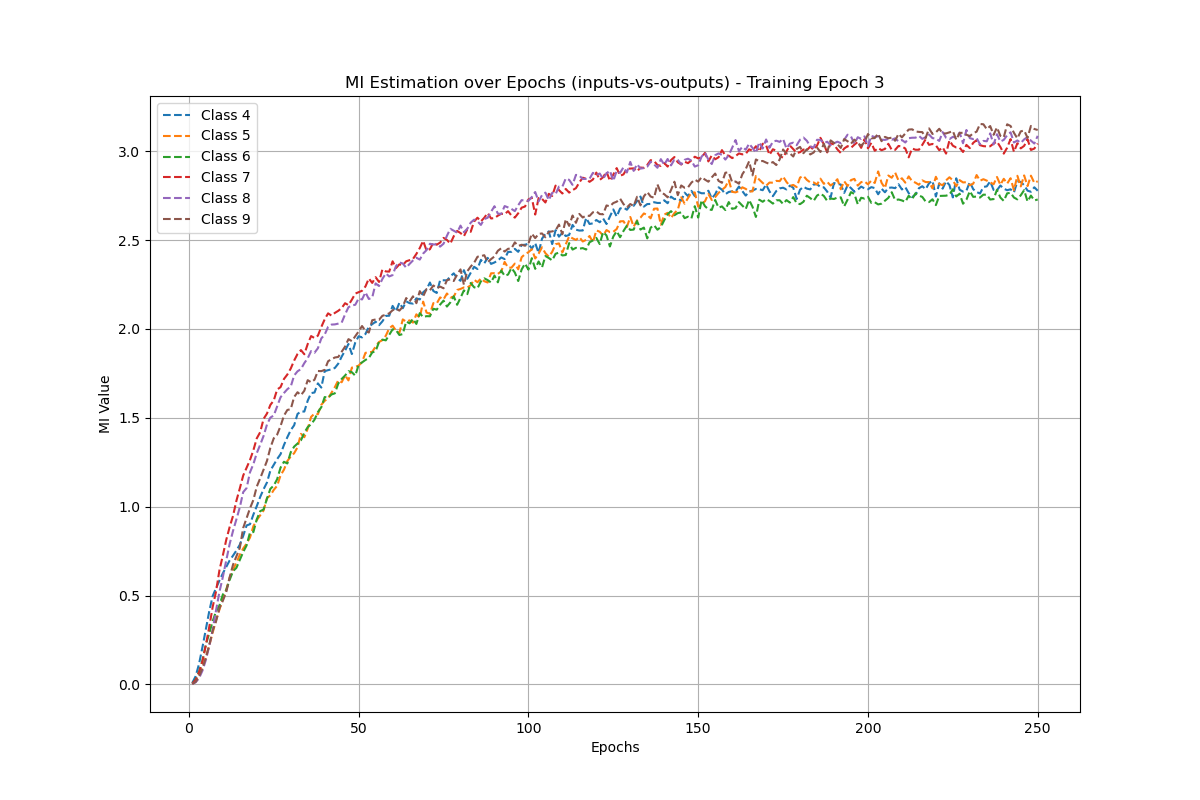 MI Estimation over Epochs (inputs-vs-outputs) - Training Epoch 3
Class 4
Class 5
Class 6
Class 7
Class 8
Class 9
MI Value
3.0
2.5
2.0
1.5
1.0
0.5
0.0
0 50 100 150 200 250
Epochs